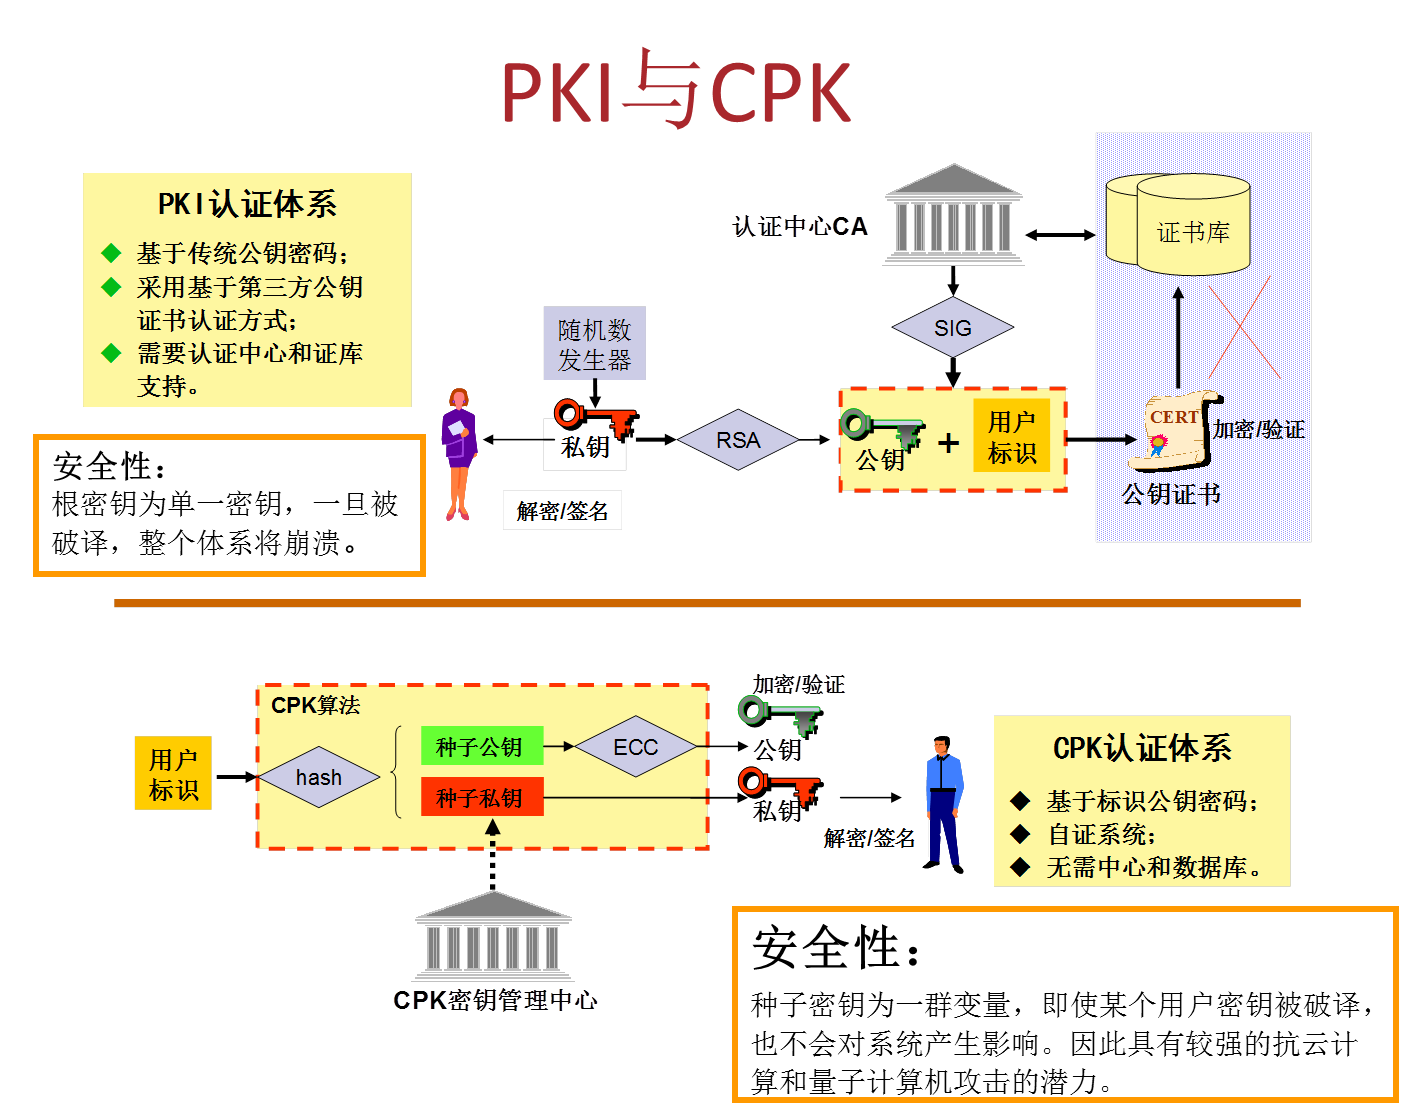 PKI与CPK
PKI认证体系
基于传统公钥密码；
采用基于第三方公钥
证书认证方式；
需要认证中心和证库
支持。
安全性：
根密钥为单一密钥，一旦被
破译，整个体系将崩溃。
随机数
发生器
私钥
解密/签名
RSA
认证中心CA
SIG
公钥
+
用户
标识
证书库
CERT
加密/验证
公钥证书
用户
标识
CPK算法
hash
种子公钥
种子私钥
ECC
加密/验证
公钥
私钥
解密/签名
CPK密钥管理中心
CPK认证体系
基于标识公钥密码；
自证系统；
无需中心和数据库。
安全性：
种子密钥为一群变量，即使某个用户密钥被破译，
也不会对系统产生影响。因此具有较强的抗云计
算和量子计算机攻击的潜力。